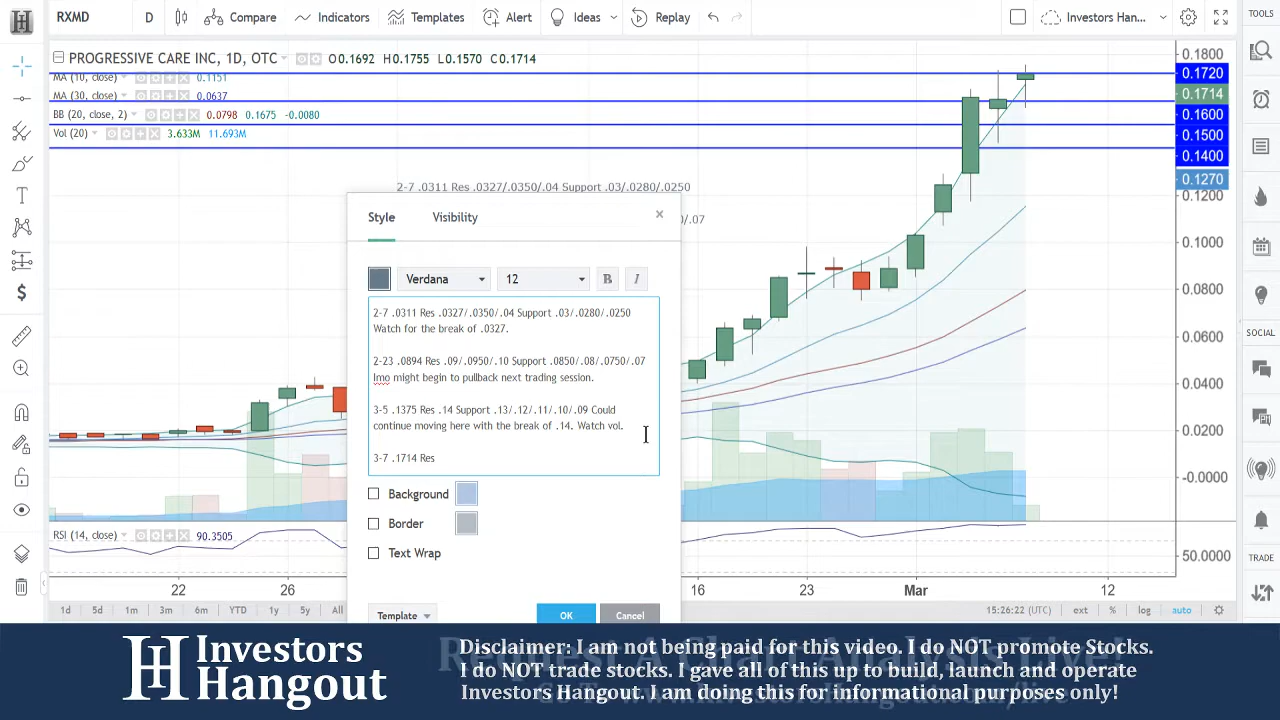 RXMD D Compare Indicators Templates Alert Ideas Replay Investors Han... TOOLS
PROGRESSIVE CARE INC, 1D, OTC O0.1692 H0.1755 L0.1570 C0.1714
MA (10, close) 0.1151
MA (30, close) 0.0637
BB (20, close, 2) 0.0798 0.1675 -0.0080
Vol (20) 3.633M 11.693M
0.1800
0.1720
0.1714
0.1600
0.1500
0.1400
0.1270
0.1200
0.1000
0.0800
0.0600
0.0400
0.0200
-0.0000
50.0000
2-7 .0311 Res .0327/.0350/.04 Support .03/.0280/.0250
/.07
Style Visibility ×
Verdana 12 B I
2-7 .0311 Res .0327/.0350/.04 Support .03/.0280/.0250
Watch for the break of .0327.
2-23 .0894 Res .09/.0950/.10 Support .0850/.08/.0750/.07
Imo might begin to pullback next trading session.
3-5 .1375 Res .14 Support .13/.12/.11/.10/.09 Could
continue moving here with the break of .14. Watch vol.
3-7 .1714 Res
Background
Border
Text Wrap
Template OK Cancel
RSI (14, close) 90.3505
22 26 16 23 Mar 12
1d 5d 1m 3m 6m YTD 1y 5y All 15:26:22 (UTC) ext % log auto
SOCIAL
TRADE
H Investors
Hangout
Request A Chart Analysis Live!
Go To www.InvestorsHangout.com/live
Disclaimer: I am not being paid for this video. I do NOT promote Stocks.
I do NOT trade stocks. I gave all of this up to build, launch and operate
Investors Hangout. I am doing this for informational purposes only!